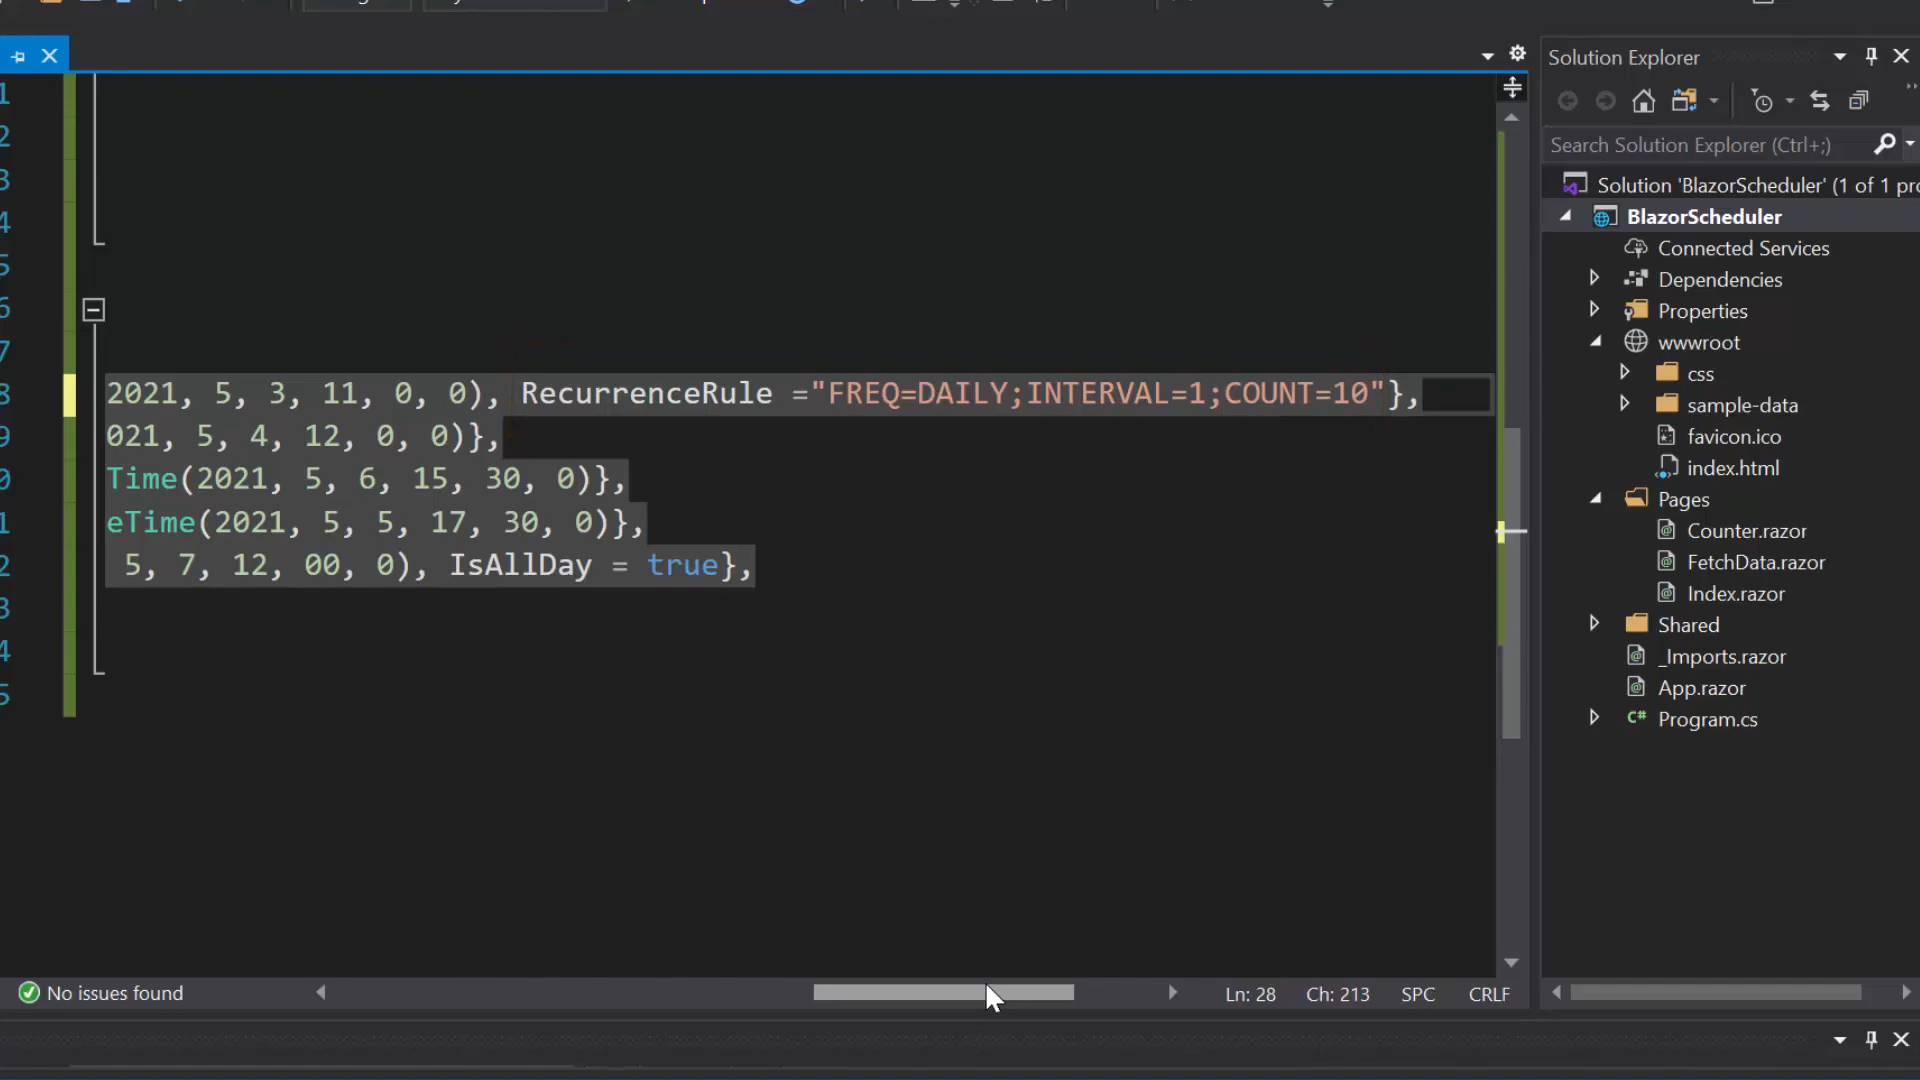 1
2
3
4
5
6
7
8
9
0
1
2
3
4
5
2021, 5, 3, 11, 0, 0), RecurrenceRule ="FREQ=DAILY;INTERVAL=1;COUNT=10"},
021, 5, 4, 12, 0, 0)},
Time(2021, 5, 6, 15, 30, 0)},
eTime(2021, 5, 5, 17, 30, 0)},
5, 7, 12, 00, 0), IsAllDay = true},
No issues found
Ln: 28 Ch: 213 SPC CRLF
Solution Explorer
Search Solution Explorer (Ctrl+;)
Solution 'BlazorScheduler' (1 of 1 pro
BlazorScheduler
Connected Services
Dependencies
Properties
wwwroot
css
sample-data
favicon.ico
index.html
Pages
Counter.razor
FetchData.razor
Index.razor
Shared
_Imports.razor
App.razor
C# Program.cs